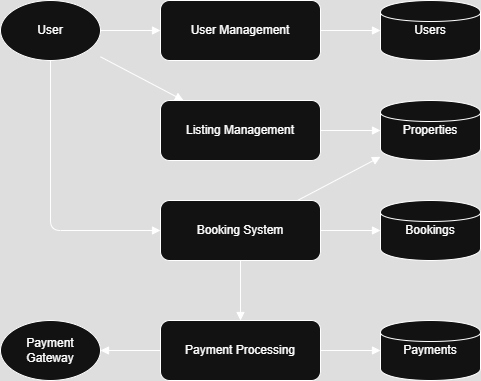 User
User Management
Users
Listing Management
Properties
Booking System
Bookings
Payment
Gateway
Payment Processing
Payments